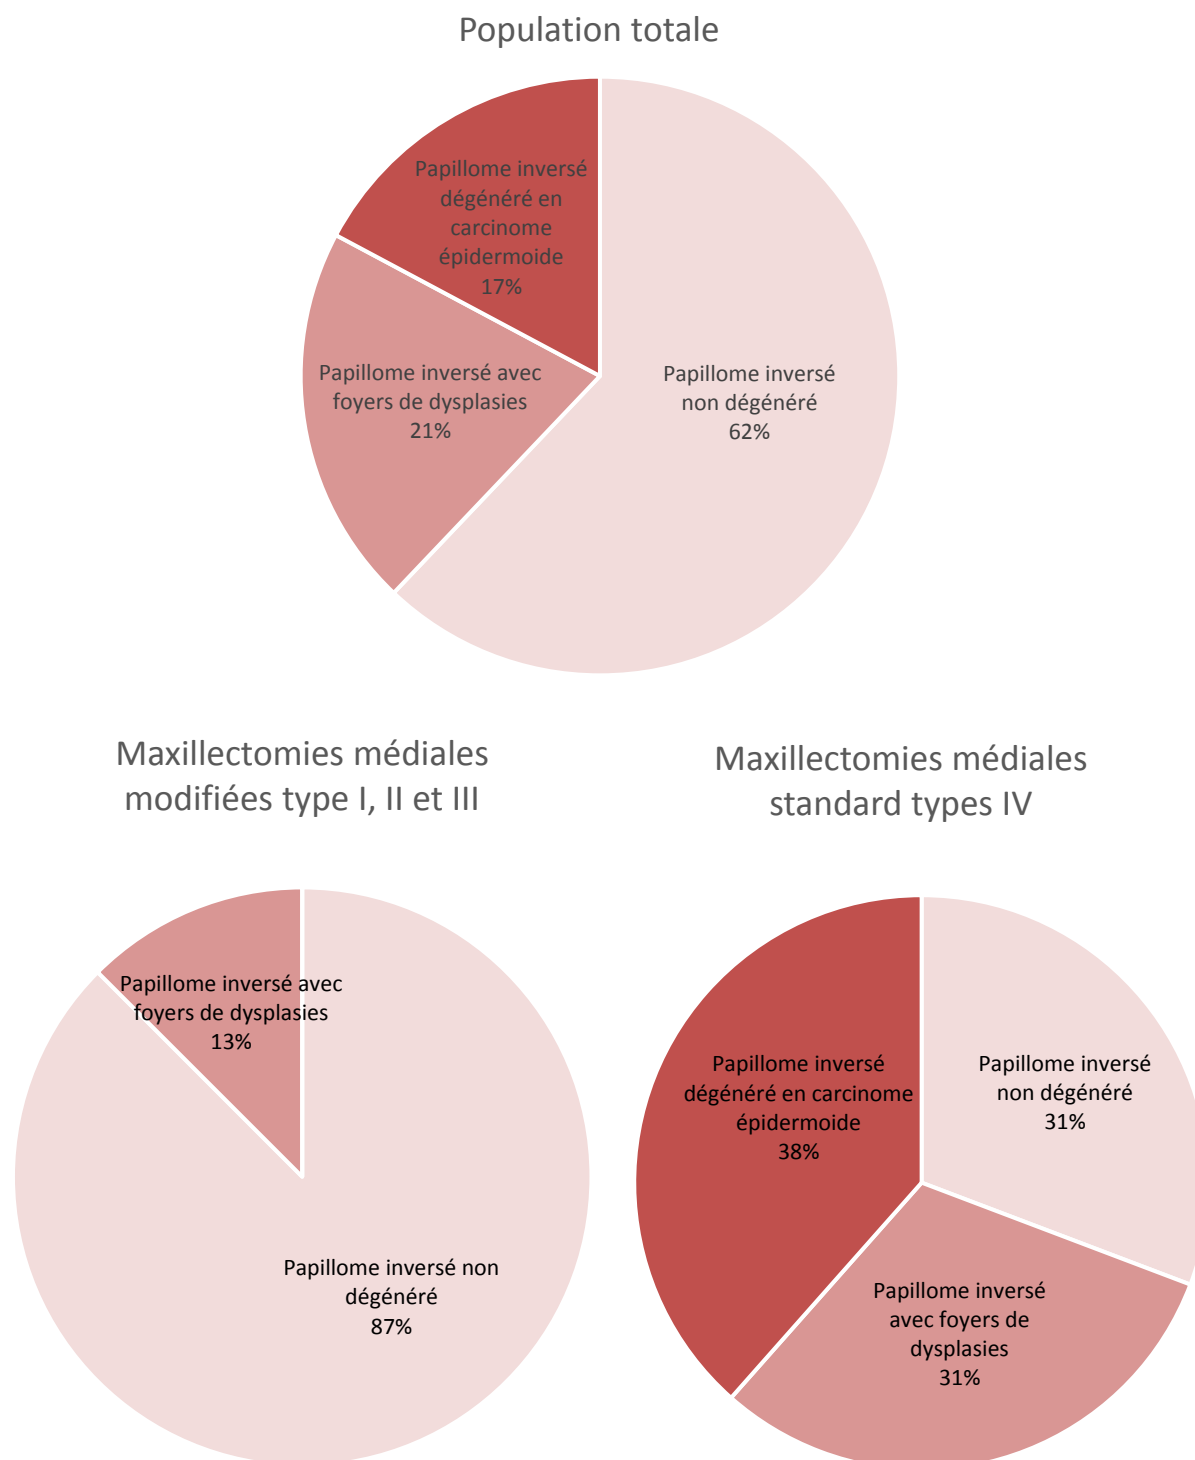 Population totale
Papillome inversé
dégénéré en
carcinome
épidermoide
17%
Papillome inversé avec
foyers de dysplasies
21%
Papillome inversé
non dégénéré
62%
Maxillectomies médiales
modifiées type I, II et III
Papillome inversé avec
foyers de dysplasies
13%
Papillome inversé non
dégénéré
87%
Maxillectomies médiales
standard types IV
Papillome inversé
dégénéré en carcinome
épidermoide
38%
Papillome inversé
non dégénéré
31%
Papillome inversé
avec foyers de
dysplasies
31%